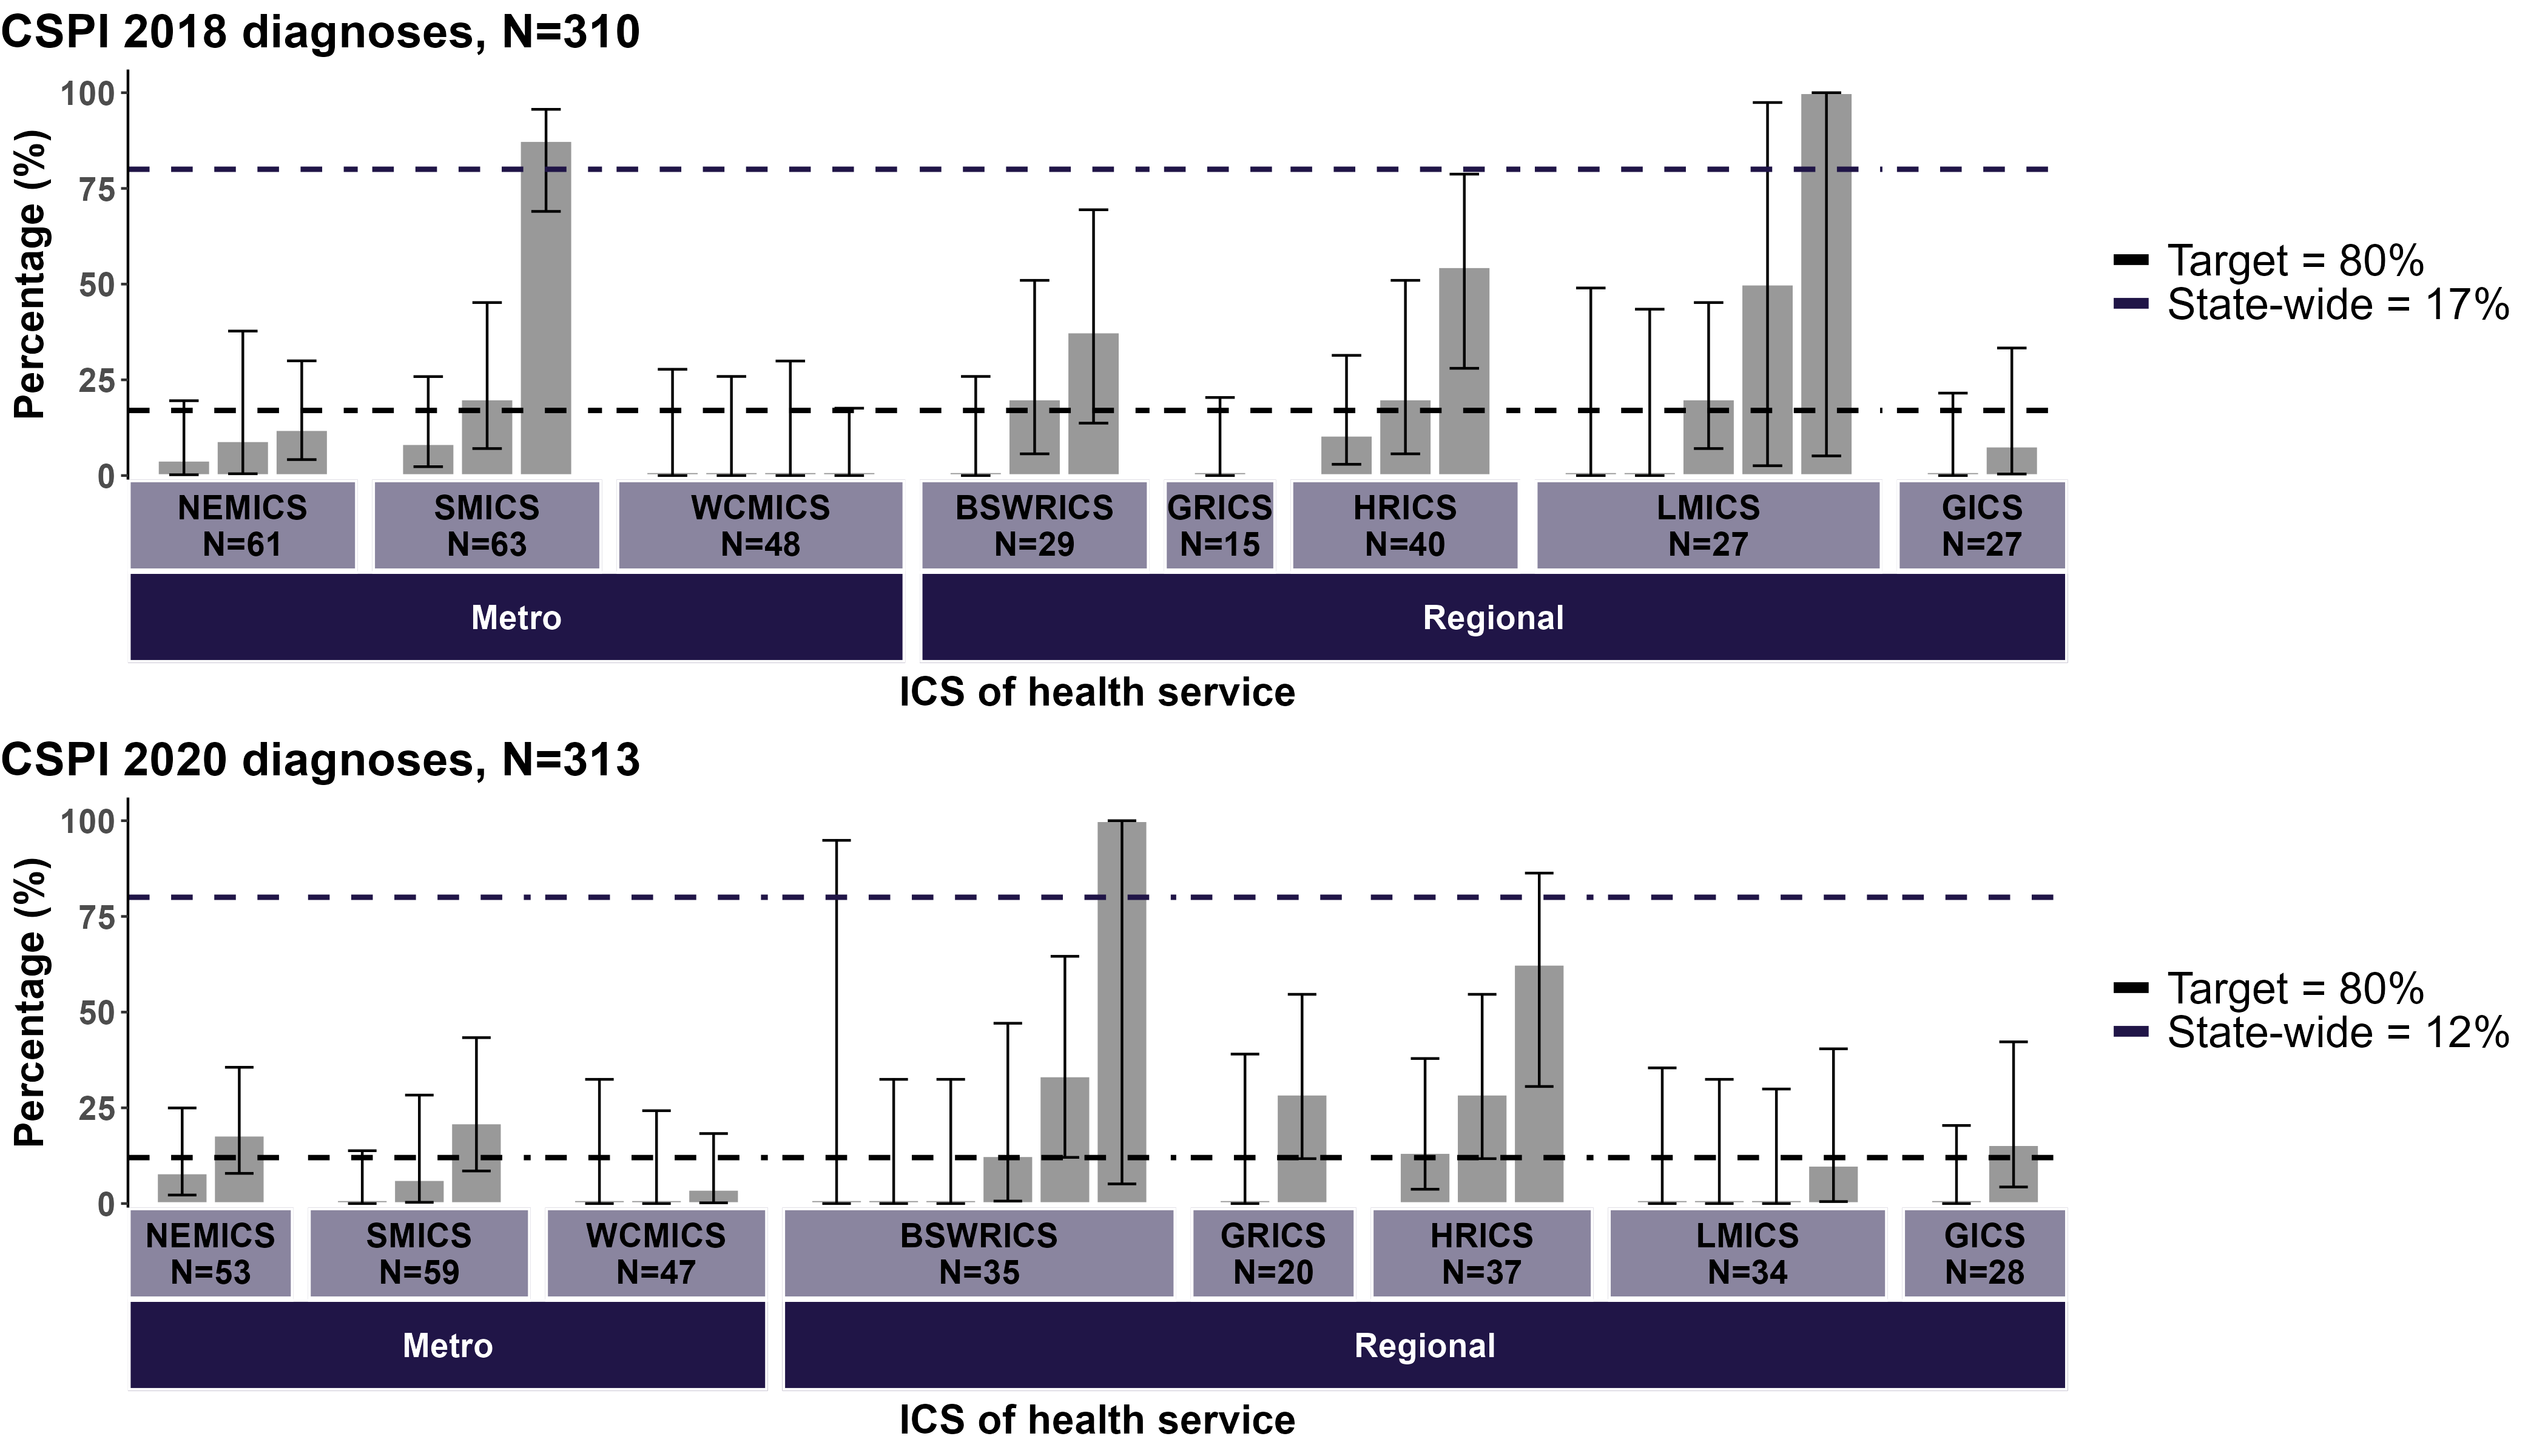 CSPI 2018 diagnoses, N=310
Percentage (%)
100
75
50
25
0
Target = 80%
State-wide = 17%
NEMICS SMICS WCMICS BSWRICS GRICS HRICS LMICS GICS
N=61 N=63 N=48 N=29 N=15 N=40 N=27 N=27
Metro Regional
ICS of health service
CSPI 2020 diagnoses, N=313
Percentage (%)
100
75
50
25
0
Target = 80%
State-wide = 12%
NEMICS SMICS WCMICS BSWRICS GRICS HRICS LMICS GICS
N=53 N=59 N=47 N=35 N=20 N=37 N=34 N=28
Metro Regional
ICS of health service